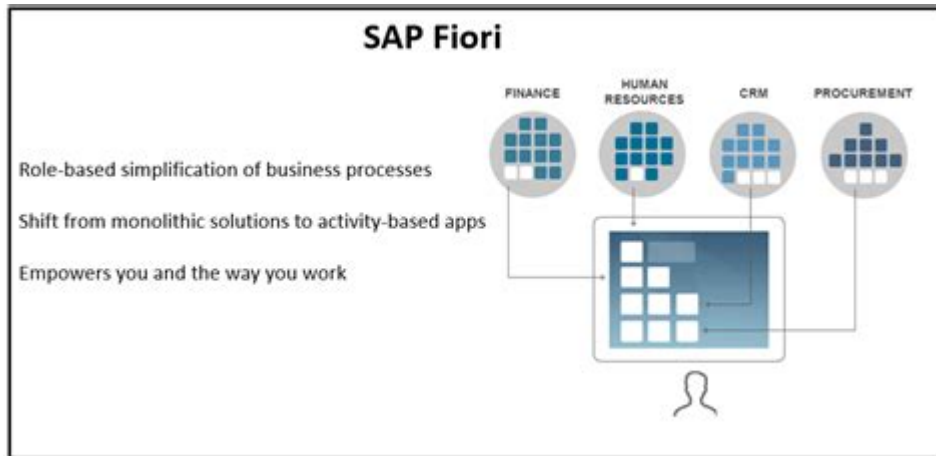 SAP Fiori
FINANCE
HUMAN
RESOURCES
CRM
PROCUREMENT
Role-based simplification of business processes
Shift from monolithic solutions to activity-based apps
Empowers you and the way you work